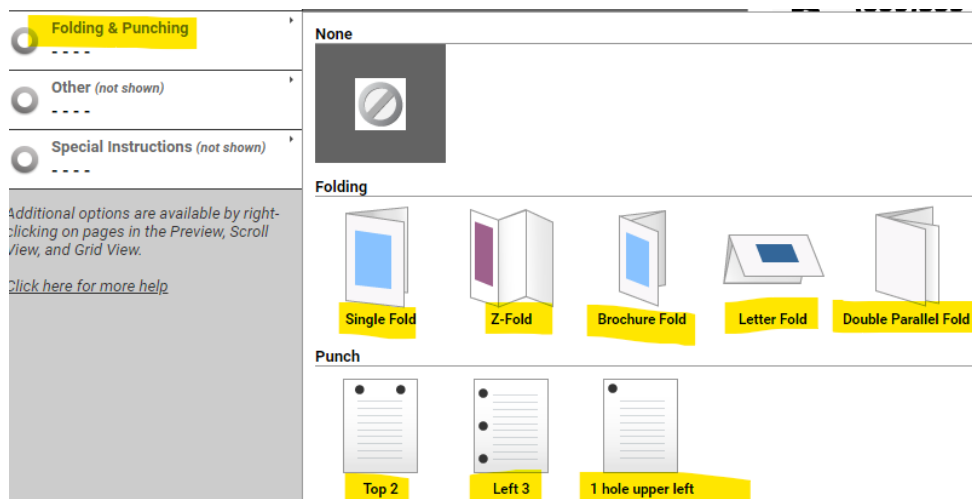 Folding & Punching
- - - -
Other (not shown)
- - - -
Special Instructions (not shown)
- - - -
Additional options are available by right-
clicking on pages in the Preview, Scroll
View, and Grid View.
Click here for more help
None
Folding
Single Fold
Z-Fold
Brochure Fold
Letter Fold
Double Parallel Fold
Punch
Top 2
Left 3
1 hole upper left